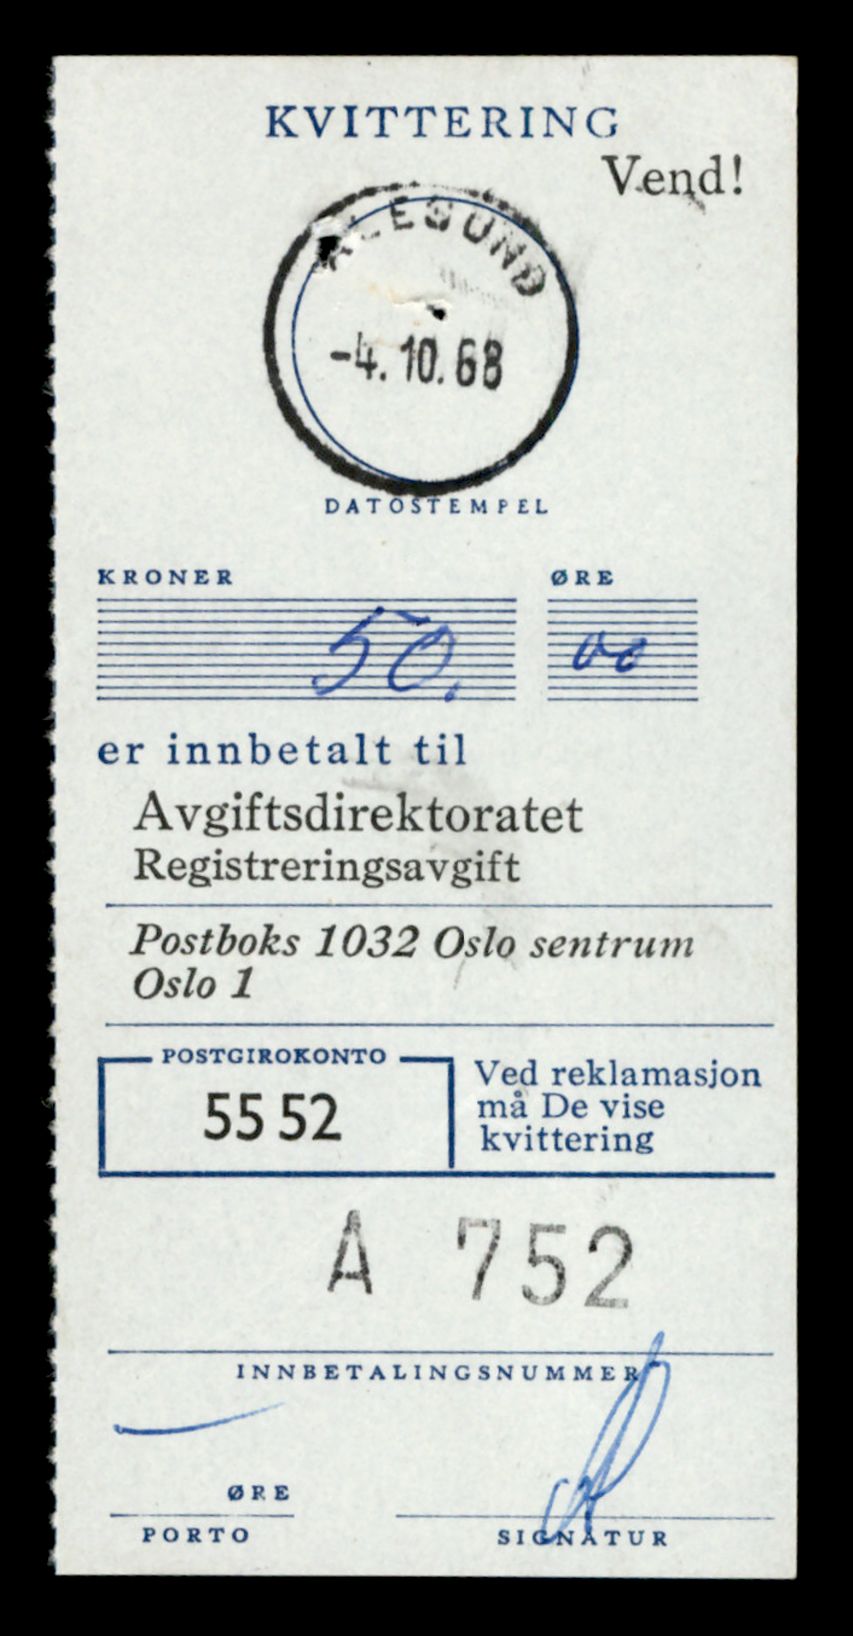 KVITTERING
Vend!
ÅLESUND
-4. 10. 68
DATOSTEMPEL
KRONER ØRE
50. 00
er innbetalt til
Avgiftsdirektoratet
Registreringsavgift
Postboks 1032 Oslo sentrum
Oslo 1
POSTGIROKONTO
55 52
Ved reklamasjon
må De vise
kvittering
A 752
INNBETALINGSNUMMER
ØRE
PORTO
SIGNATUR